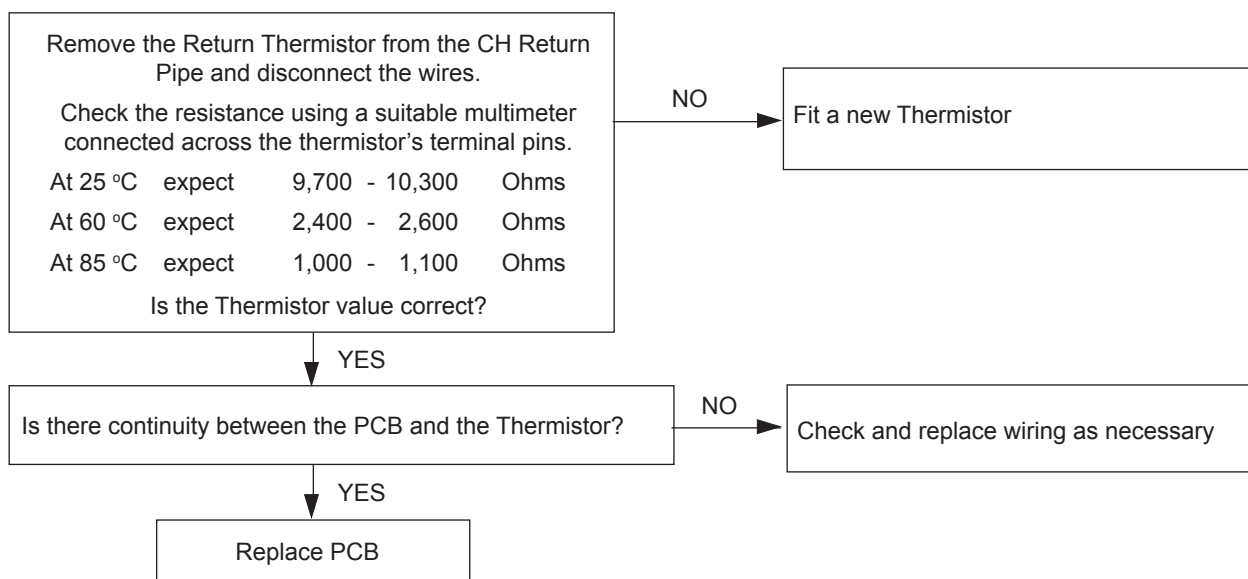 Remove the Return Thermistor from the CH Return
Pipe and disconnect the wires.
Check the resistance using a suitable multimeter
connected across the thermistor’s terminal pins.
At 25 ºC expect 9,700 - 10,300 Ohms
At 60 ºC expect 2,400 - 2,600 Ohms
At 85 ºC expect 1,000 - 1,100 Ohms
Is the Thermistor value correct?
NO
Fit a new Thermistor
YES
Is there continuity between the PCB and the Thermistor?
NO
Check and replace wiring as necessary
YES
Replace PCB